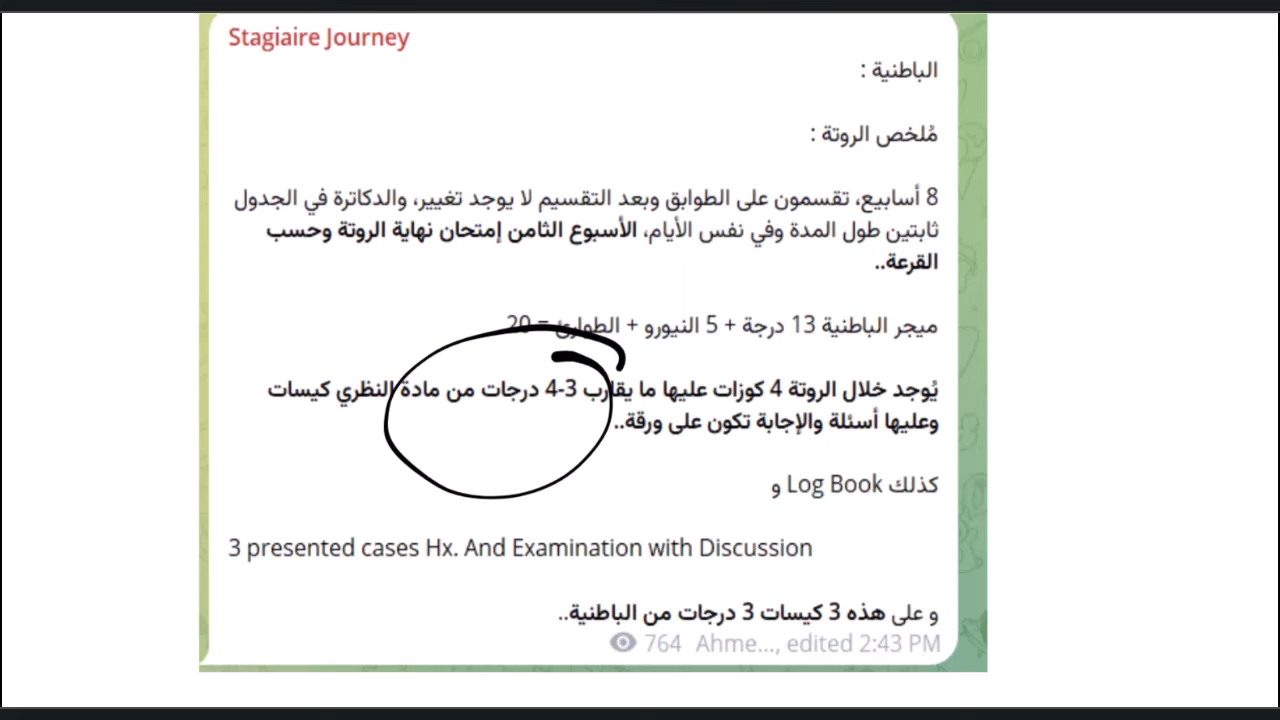 Stagiaire Journey
الباطنية :
مُلخص الروتة :
8 أسابيع، تقسمون على الطوابق وبعد التقسيم لا يوجد تغيير، والدكاترة في الجدول
ثابتين طول المدة وفي نفس الأيام، الأسبوع الثامن إمتحان نهاية الروتة وحسب
القرعة..
ميجر الباطنية 13 درجة + 5 النيورو + الطوارئ = 20
يُوجد خلال الروتة 4 كوزات عليها ما يقارب 3-4 درجات من مادة النظري كيسات
وعليها أسئلة والإجابة تكون على ورقة..
كذلك Log Book و
3 presented cases Hx. And Examination with Discussion
و على هذه 3 كيسات 3 درجات من الباطنية..
764 Ahme..., edited 2:43 PM